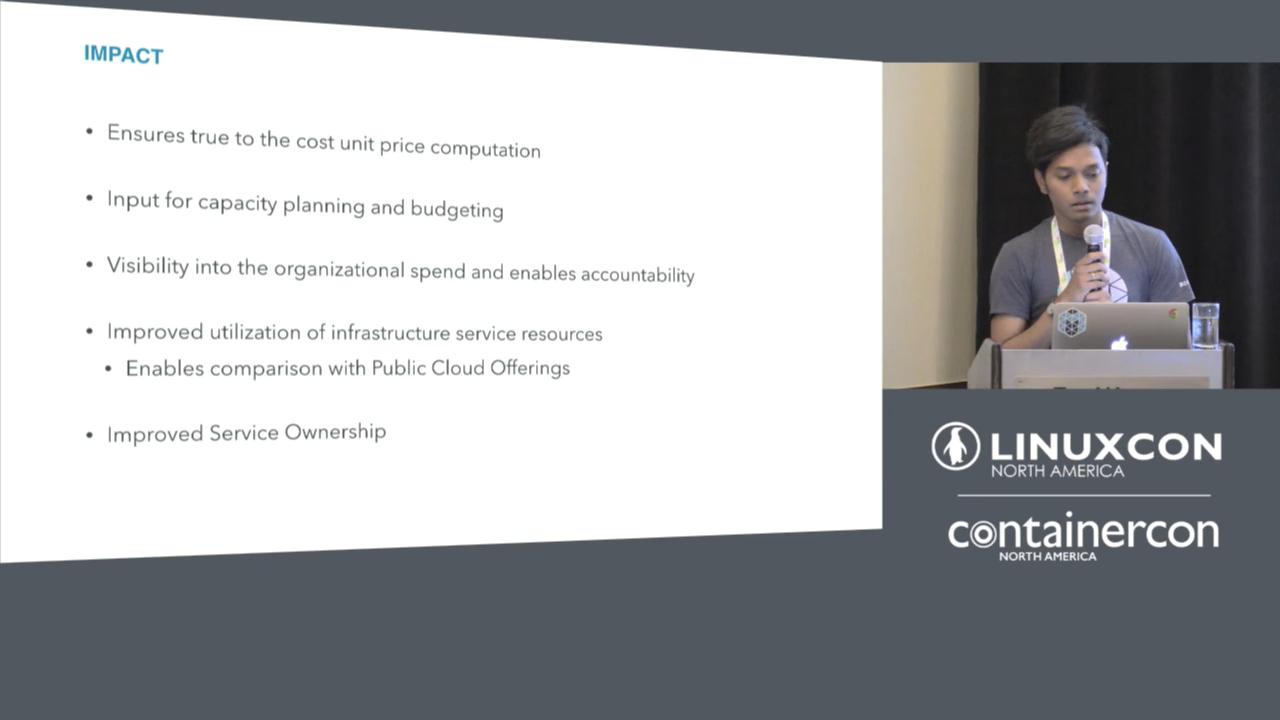 IMPACT
• Ensures true to the cost unit price computation
• Input for capacity planning and budgeting
• Visibility into the organizational spend and enables accountability
• Improved utilization of infrastructure service resources
• Enables comparison with Public Cloud Offerings
• Improved Service Ownership
LINUXCON
NORTH AMERICA
containercon
NORTH AMERICA